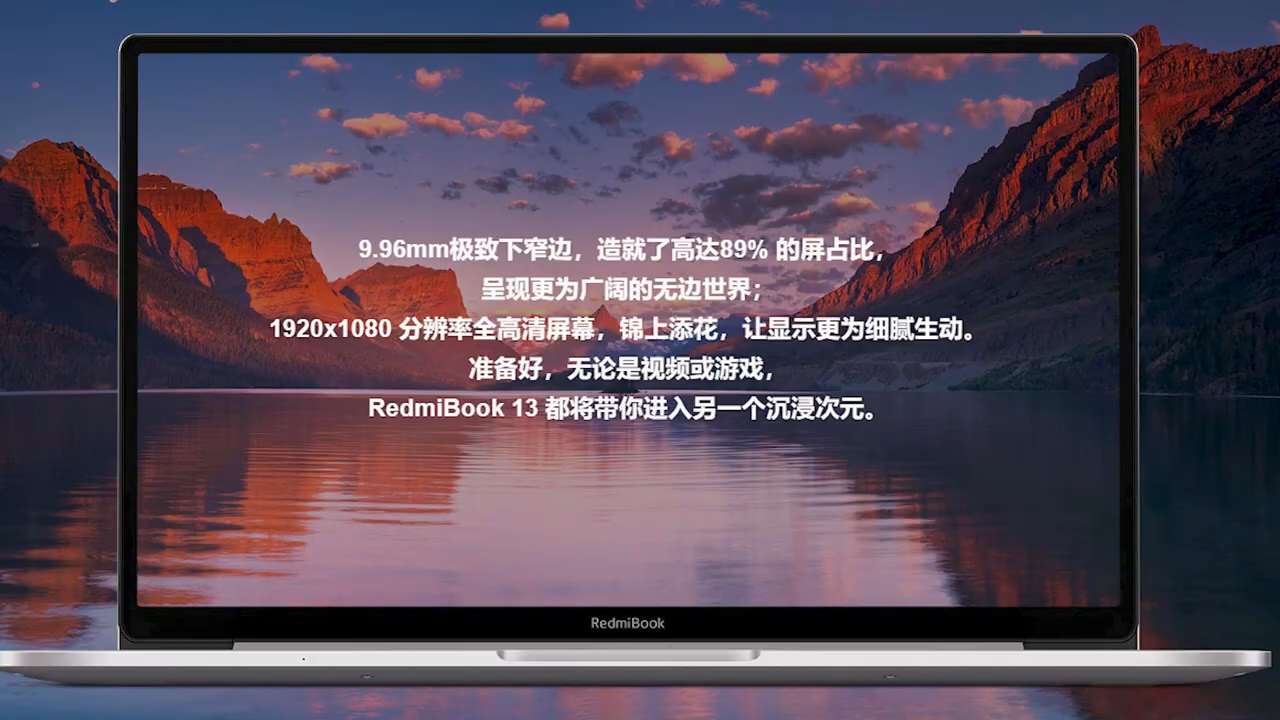 9.96mm极致下窄边，造就了高达89% 的屏占比，
呈现更为广阔的无边世界；
1920x1080 分辨率全高清屏幕，锦上添花，让显示更为细腻生动。
准备好，无论是视频或游戏，
RedmiBook 13 都将带你进入另一个沉浸次元。
RedmiBook